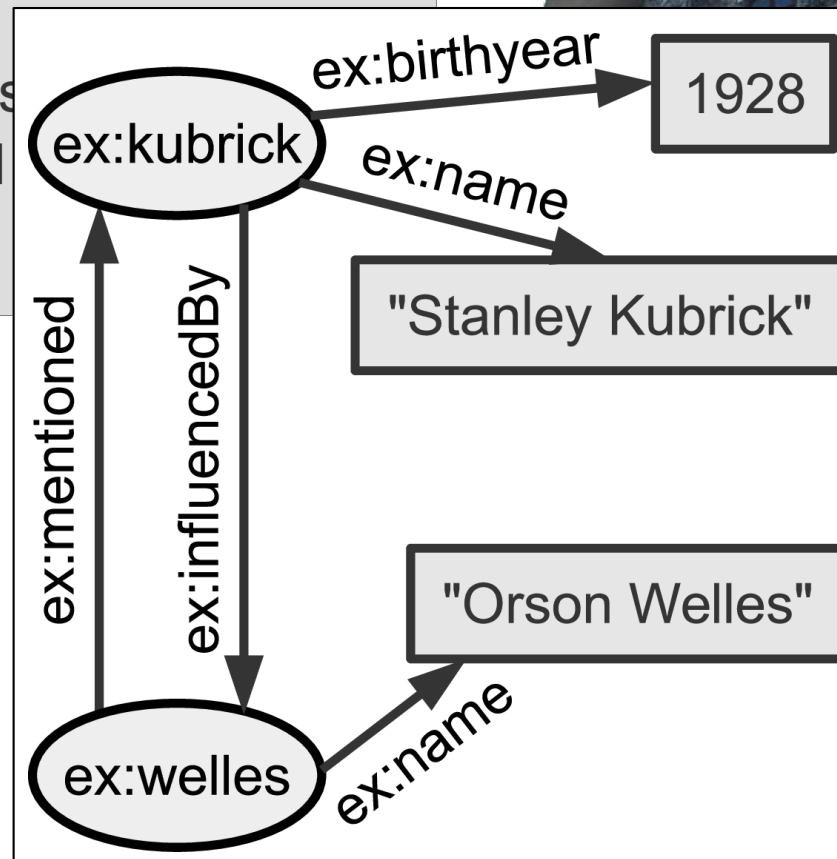 ex:birthyear
1928
ex:kubrick
ex:name
"Stanley Kubrick"
ex:mentioned
ex:influencedBy
"Orson Welles"
ex:welles
ex:name